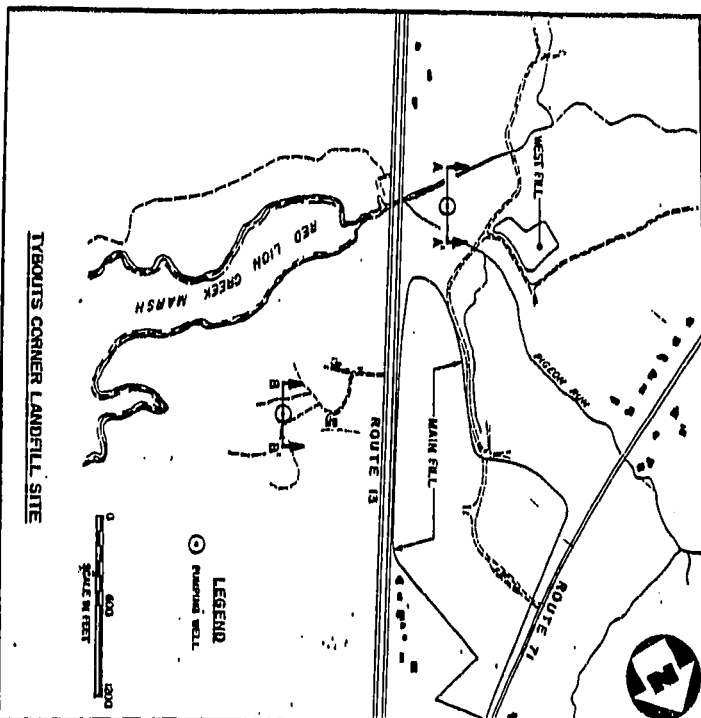 WEST FILL
A
A'
PIGEON RUN
RED LION CREEK MARSH
MAIN FILL
ROUTE 71
ROUTE 13
B
B'
N
LEGEND
PUMPING WELL
0 600 1200
SCALE IN FEET
TYBOUTS CORNER LANDFILL SITE